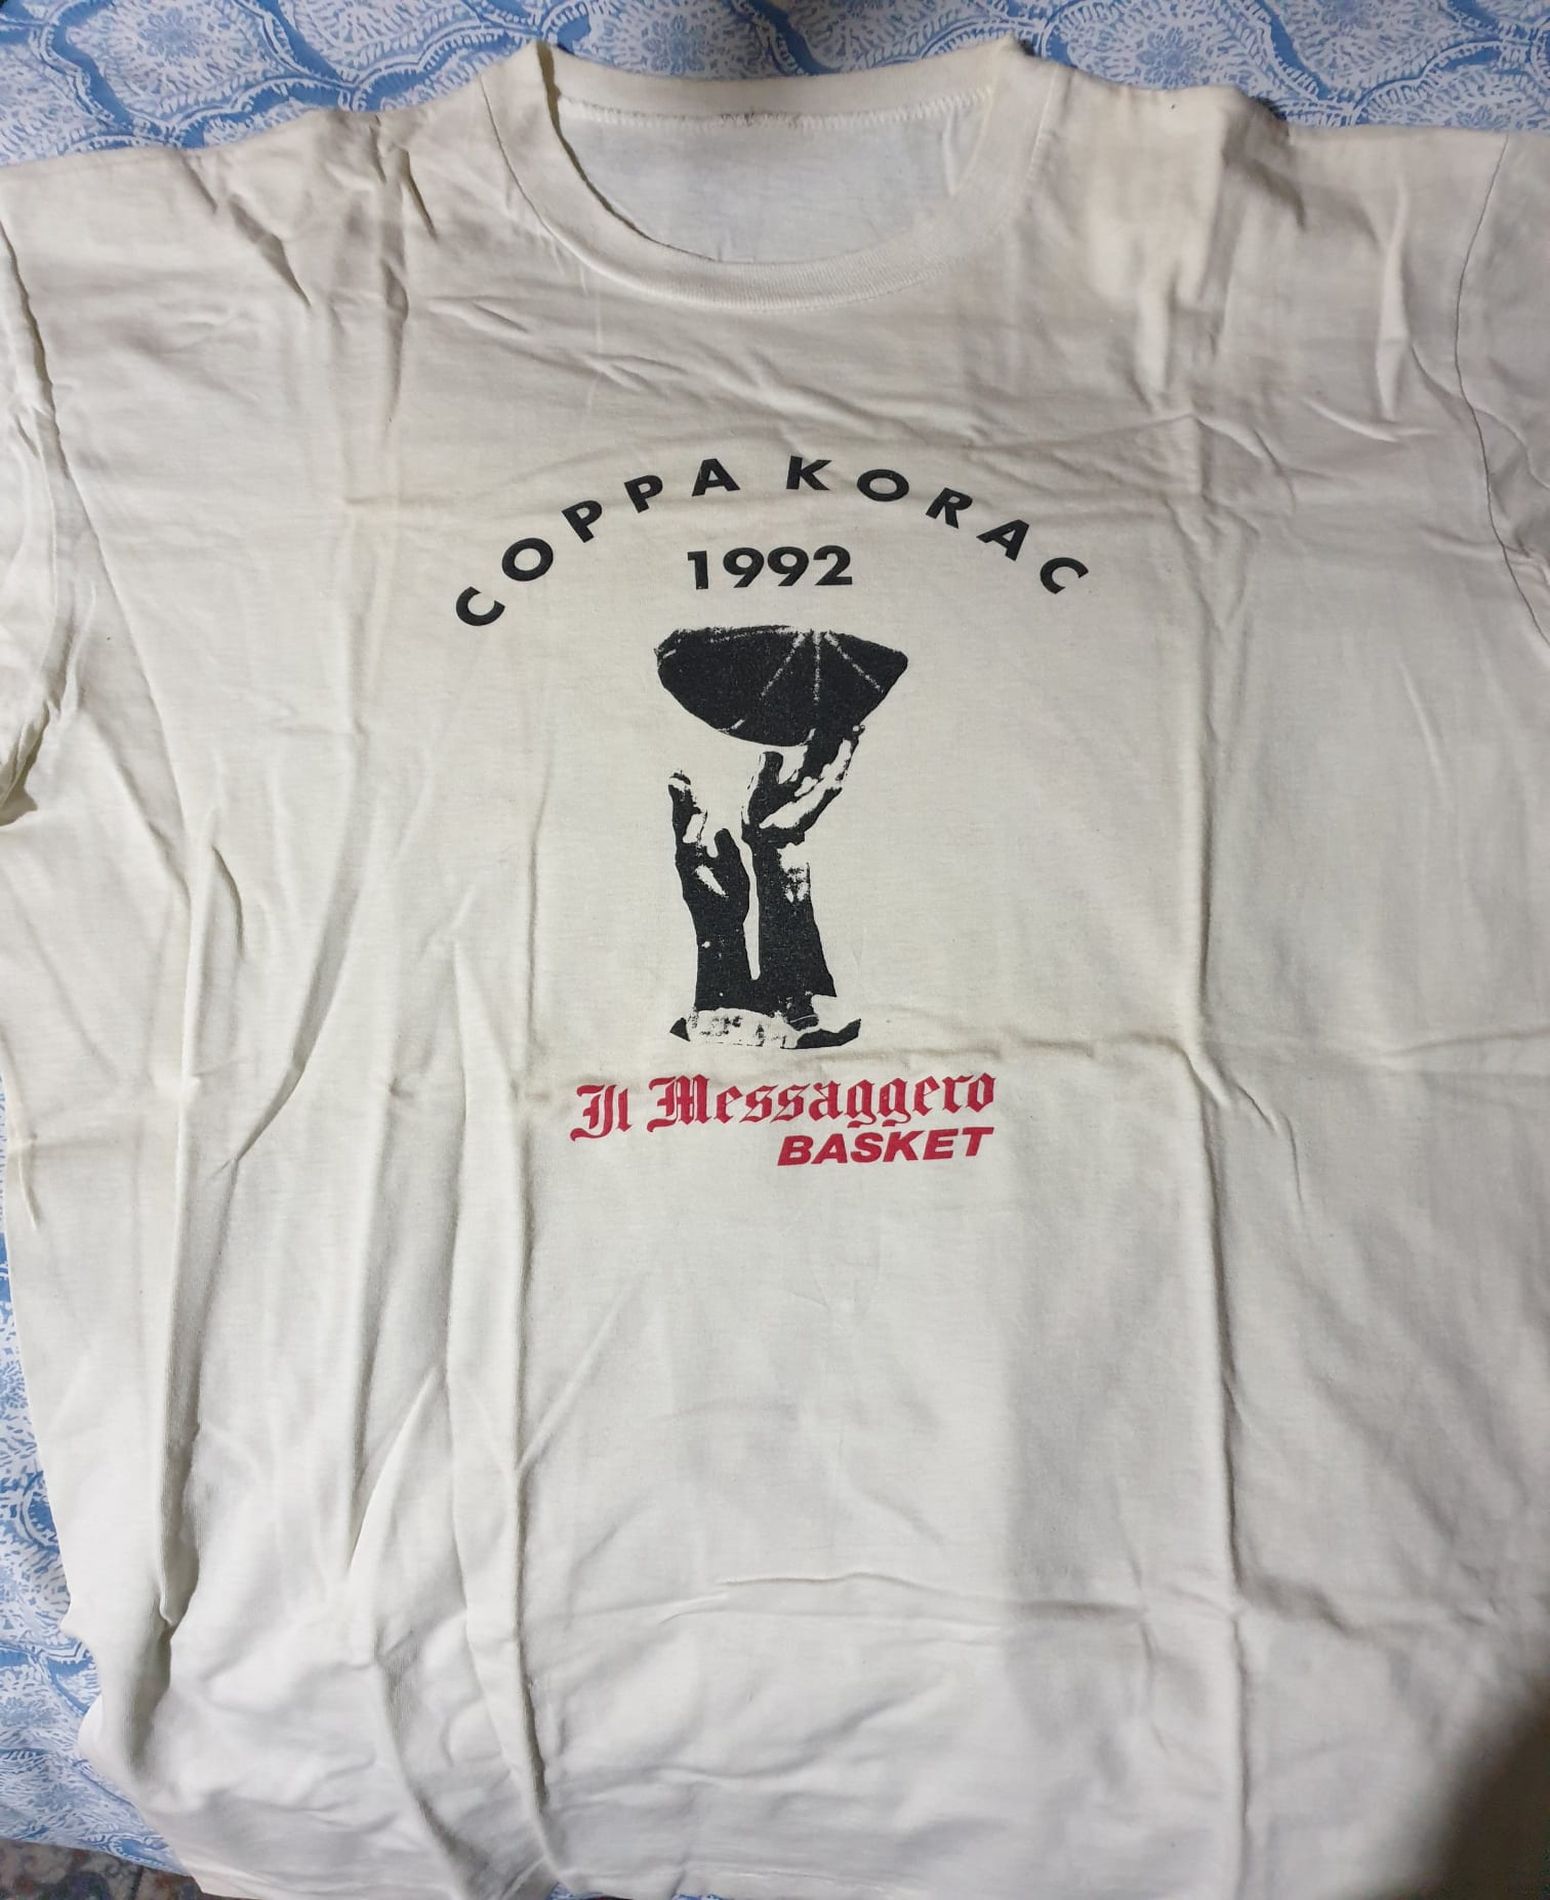 COPPA KORAC
1992
Il Messaggero
BASKET